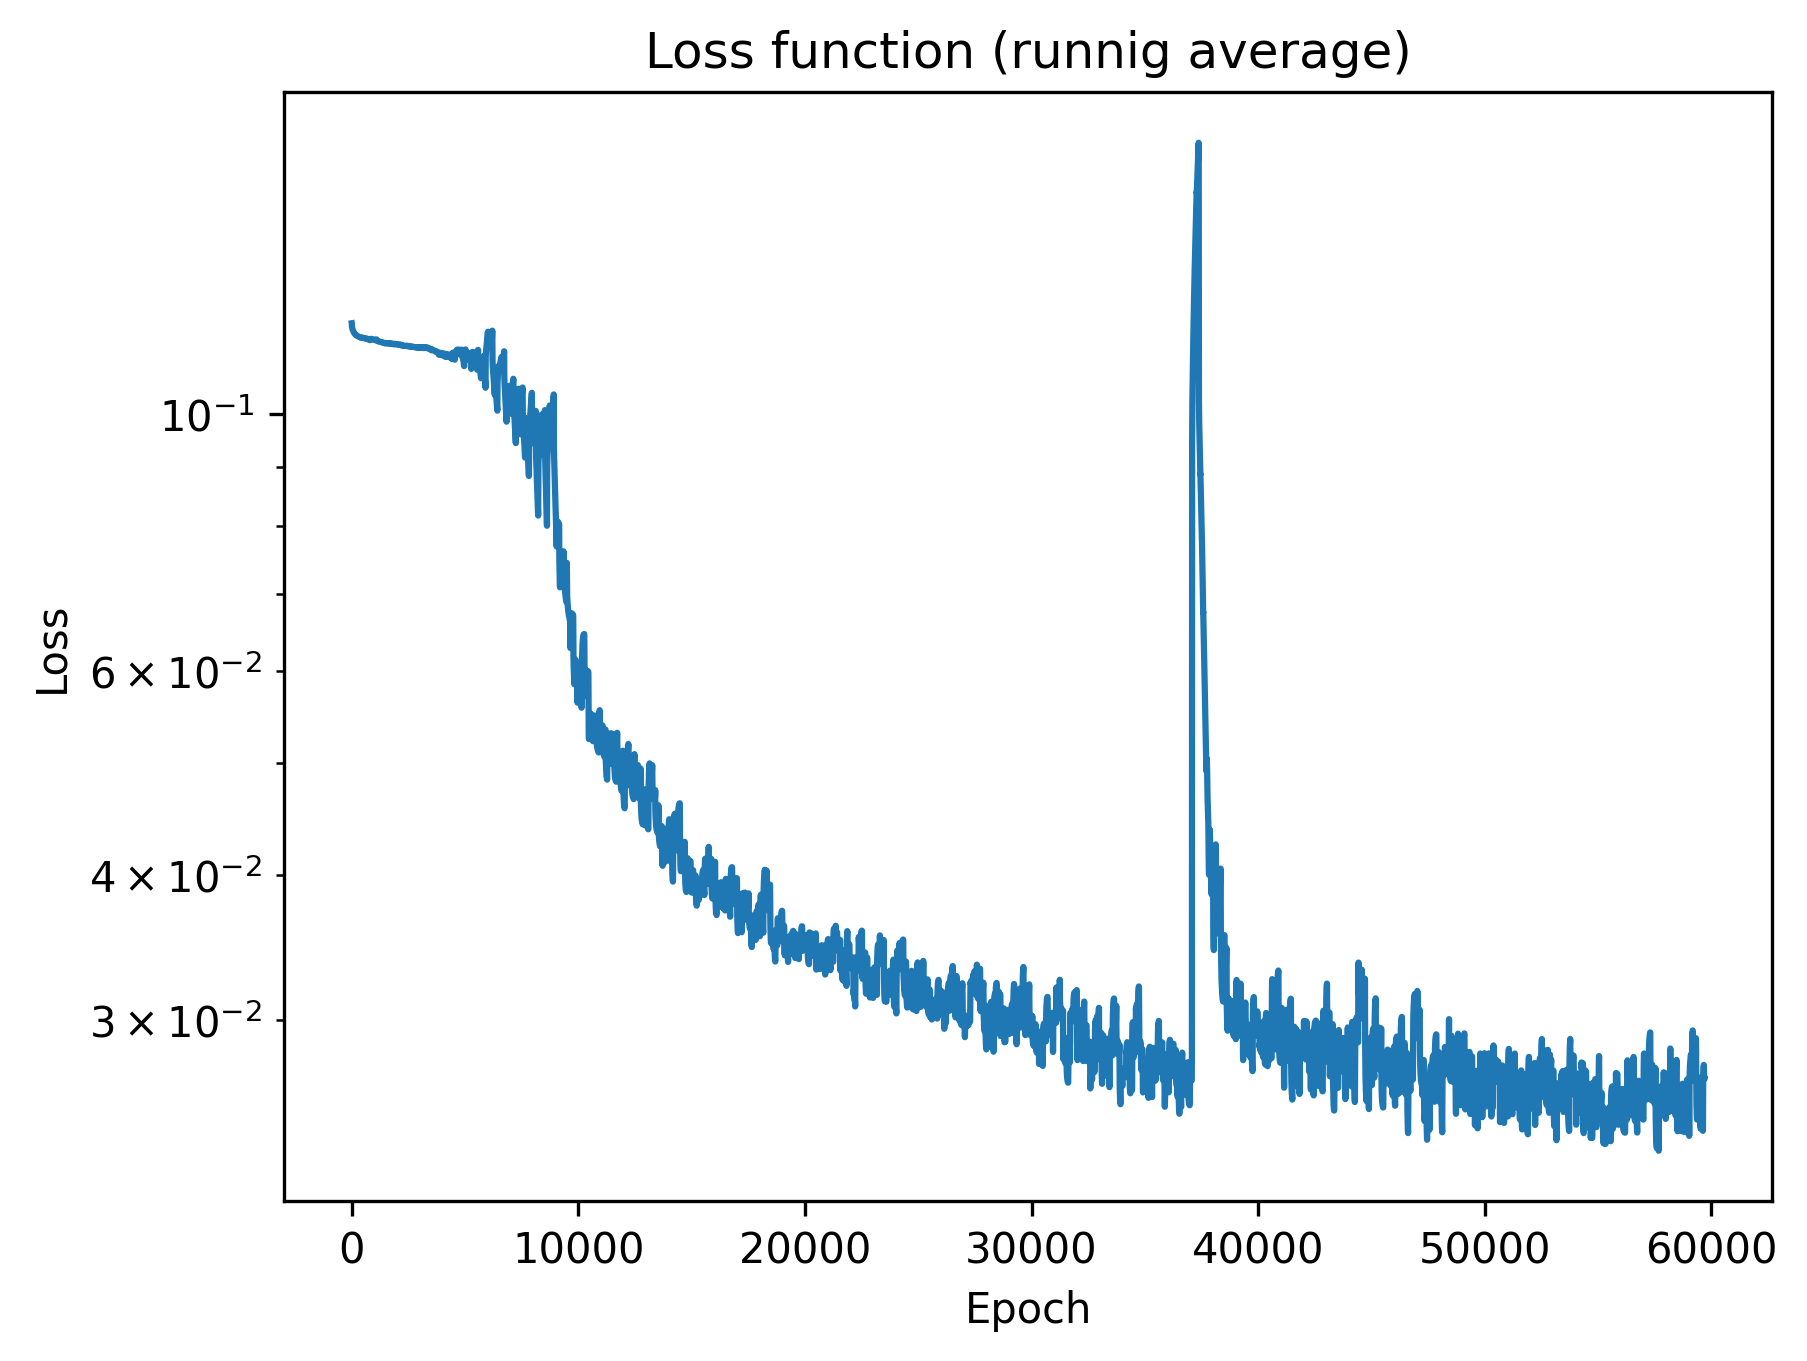 Loss function (runnig average)
Loss
10⁻¹
6 × 10⁻²
4 × 10⁻²
3 × 10⁻²
0 10000 20000 30000 40000 50000 60000
Epoch